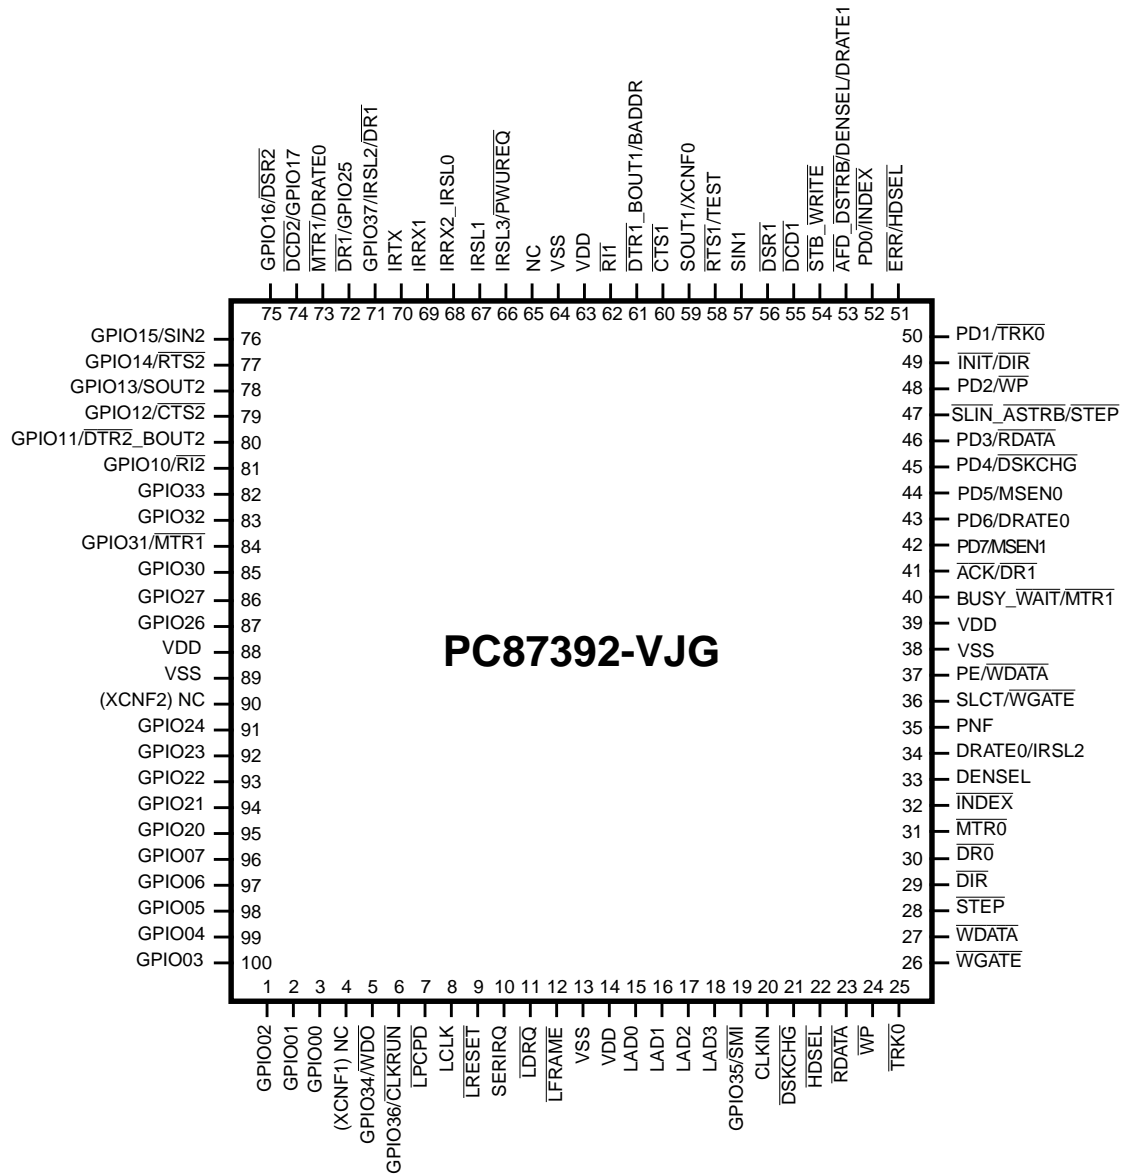 GPIO16/DSR2
DCD2/GPIO17
MTR1/DRATE0
DR1/GPIO25
GPIO37/IRSL2/DR1
IRTX
IRRX1
IRRX2_IRSL0
IRSL1
IRSL3/PWUREQ
NC
VSS
VDD
RI1
DTR1_BOUT1/BADDR
CTS1
SOUT1/XCNF0
RTS1/TEST
SIN1
DSR1
DCD1
STB_WRITE
AFD_DSTRB/DENSEL/DRATE1
PD0/INDEX
ERR/HDSEL
75 74 73 72 71 70 69 68 67 66 65 64 63 62 61 60 59 58 57 56 55 54 53 52 51
GPIO15/SIN2 76
GPIO14/RTS2 77
GPIO13/SOUT2 78
GPIO12/CTS2 79
GPIO11/DTR2_BOUT2 80
GPIO10/RI2 81
GPIO33 82
GPIO32 83
GPIO31/MTR1 84
GPIO30 85
GPIO27 86
GPIO26 87
VDD 88
VSS 89
(XCNF2) NC 90
GPIO24 91
GPIO23 92
GPIO22 93
GPIO21 94
GPIO20 95
GPIO07 96
GPIO06 97
GPIO05 98
GPIO04 99
GPIO03 100
PC87392-VJG
50 PD1/TRK0
49 INIT/DIR
48 PD2/WP
47 SLIN_ASTRB/STEP
46 PD3/RDATA
45 PD4/DSKCHG
44 PD5/MSEN0
43 PD6/DRATE0
42 PD7/MSEN1
41 ACK/DR1
40 BUSY_WAIT/MTR1
39 VDD
38 VSS
37 PE/WDATA
36 SLCT/WGATE
35 PNF
34 DRATE0/IRSL2
33 DENSEL
32 INDEX
31 MTR0
30 DR0
29 DIR
28 STEP
27 WDATA
26 WGATE
1 2 3 4 5 6 7 8 9 10 11 12 13 14 15 16 17 18 19 20 21 22 23 24 25
GPIO02
GPIO01
GPIO00
(XCNF1) NC
GPIO34/WDO
GPIO36/CLKRUN
LPCPD
LCLK
LRESET
SERIRQ
LDRQ
LFRAME
VSS
VDD
LAD0
LAD1
LAD2
LAD3
GPIO35/SMI
CLKIN
DSKCHG
HDSEL
RDATA
WP
TRK0